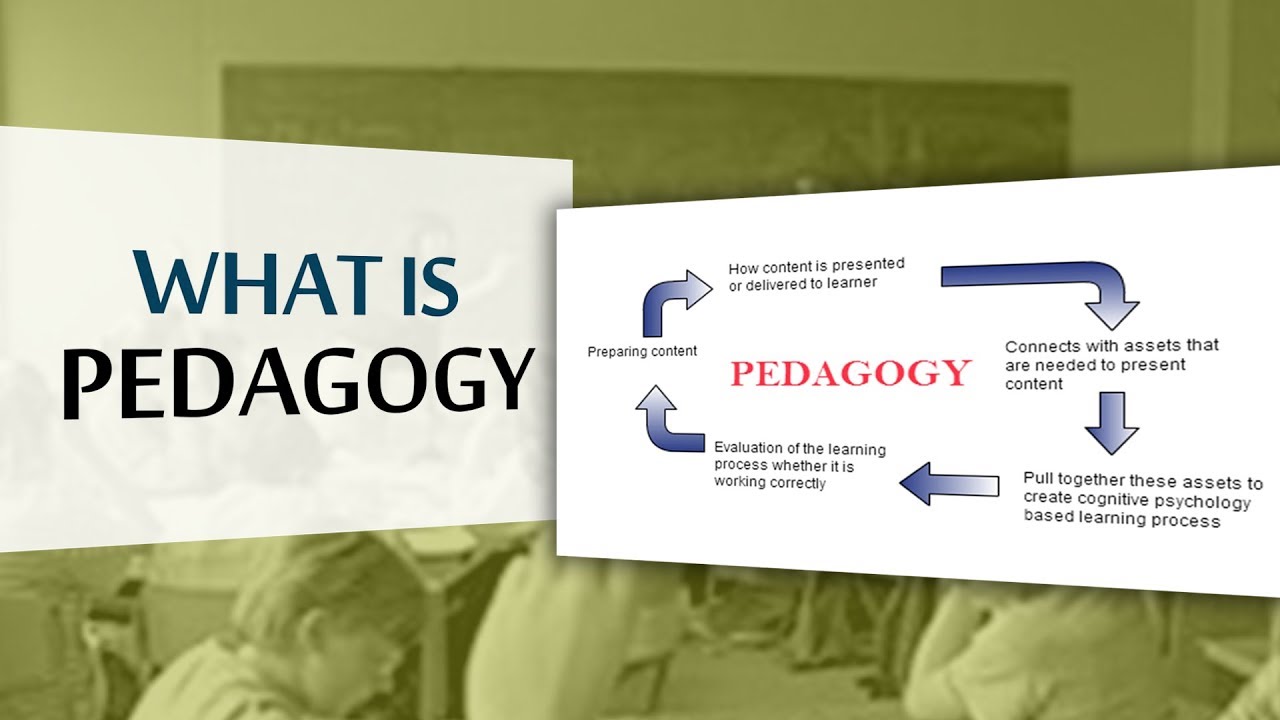 WHAT IS
PEDAGOGY
How content is presented
or delivered to learner
Connects with assets that
are needed to present
content
Pull together these assets to
create cognitive psychology
based learning process
Evaluation of the learning
process whether it is
working correctly
Preparing content
PEDAGOGY